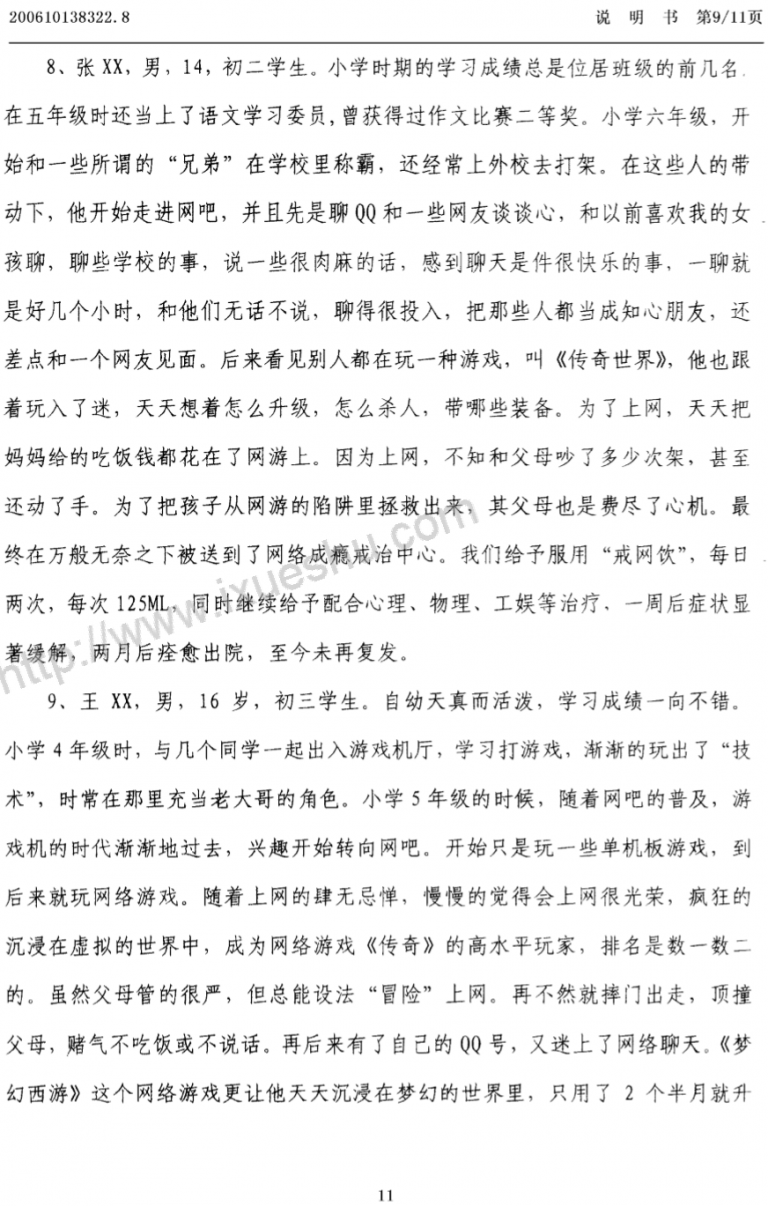 200610138322.8 说 明 书 第9/11页
8、张 XX，男，14，初二学生。小学时期的学习成绩总是位居班级的前几名.
在五年级时还当上了语文学习委员,曾获得过作文比赛二等奖。小学六年级，开
始和一些所谓的“兄弟”在学校里称霸，还经常上外校去打架。在这些人的带
动下，他开始走进网吧，并且先是聊 QQ 和一些网友谈谈心，和以前喜欢我的女
孩聊，聊些学校的事，说一些很肉麻的话，感到聊天是件很快乐的事，一聊就
是好几个小时，和他们无话不说，聊得很投入，把那些人都当成知心朋友，还
差点和一个网友见面。后来看见别人都在玩一种游戏，叫《传奇世界》，他也跟
着玩入了迷，天天想着怎么升级，怎么杀人，带哪些装备。为了上网，天天把
妈妈给的吃饭钱都花在了网游上。因为上网，不知和父母吵了多少次架，甚至
还动了手。为了把孩子从网游的陷阱里拯救出来，其父母也是费尽了心机。最
终在万般无奈之下被送到了网络成瘾戒治中心。我们给予服用“戒网饮”，每日
两次，每次 125ML，同时继续给予配合心理、物理、工娱等治疗，一周后症状显
著缓解，两月后痊愈出院，至今未再复发。
9、王 XX，男，16 岁，初三学生。自幼天真而活泼，学习成绩一向不错。
小学 4 年级时，与几个同学一起出入游戏机厅，学习打游戏，渐渐的玩出了“技
术”，时常在那里充当老大哥的角色。小学 5 年级的时候，随着网吧的普及，游
戏机的时代渐渐地过去，兴趣开始转向网吧。开始只是玩一些单机板游戏，到
后来就玩网络游戏。随着上网的肆无忌惮，慢慢的觉得会上网很光荣，疯狂的
沉浸在虚拟的世界中，成为网络游戏《传奇》的高水平玩家，排名是数一数二
的。虽然父母管的很严，但总能设法“冒险”上网。再不然就摔门出走，顶撞
父母，赌气不吃饭或不说话。再后来有了自己的 QQ 号，又迷上了网络聊天。《梦
幻西游》这个网络游戏更让他天天沉浸在梦幻的世界里，只用了 2 个半月就升
11
http://www.ixueshu.com